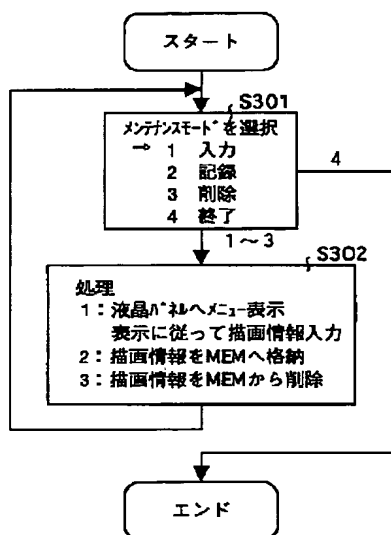 スタート
S301
メンテナンスモードを選択
⇒ 1 入力
2 記録
3 削除
4 終了
4
1～3
S302
処理
1：液晶パネルへメニュー表示
表示に従って描画情報入力
2：描画情報をMEMへ格納
3：描画情報をMEMから削除
エンド